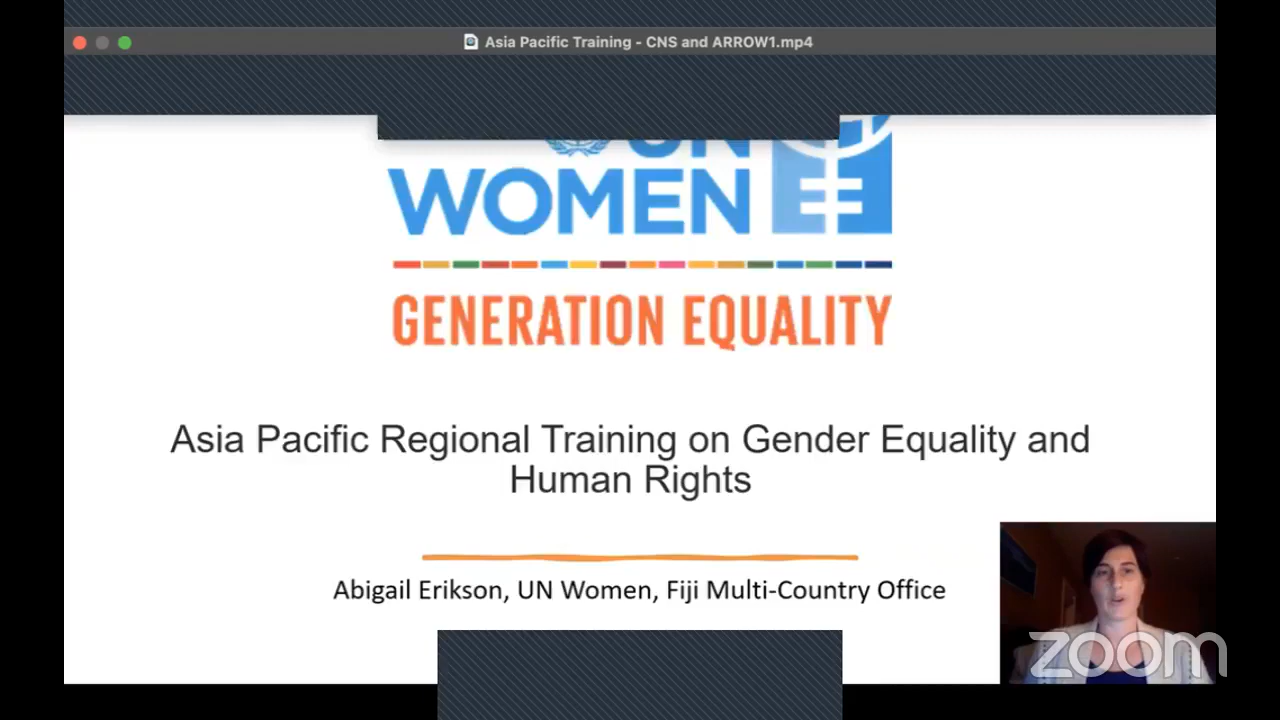 Asia Pacific Training - CNS and ARROW1.mp4
UN
WOMEN
GENERATION EQUALITY
Asia Pacific Regional Training on Gender Equality and
Human Rights
Abigail Erikson, UN Women, Fiji Multi-Country Office
zoom